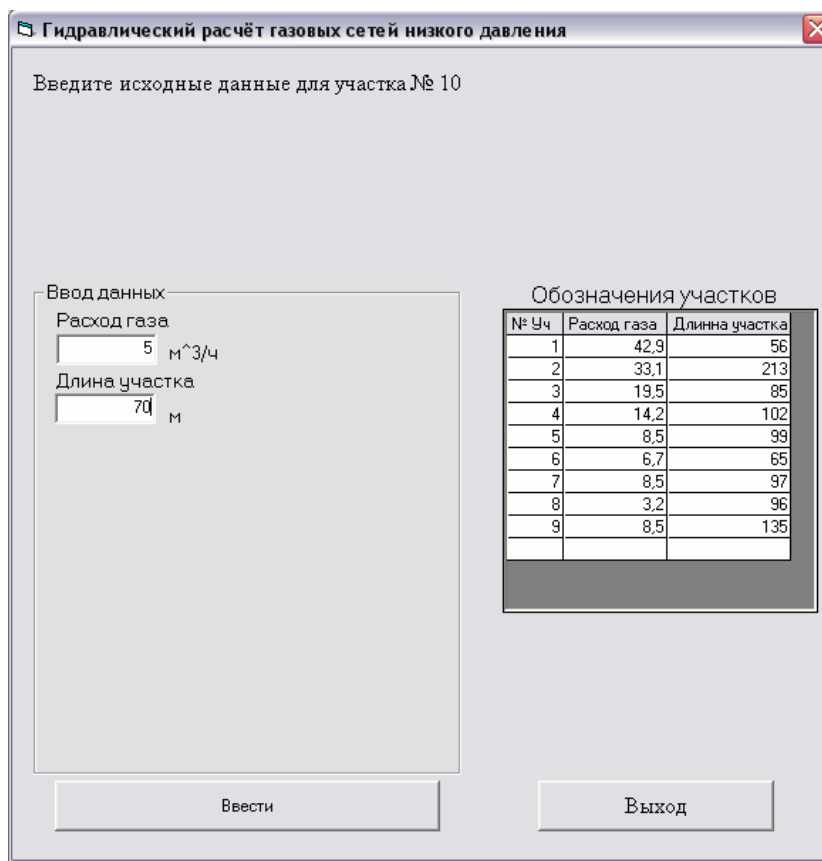 Гидравлический расчёт газовых сетей низкого давления
Введите исходные данные для участка № 10
Ввод данных
Расход газа
5 м^3/ч
Длина участка
70 м
Обозначения участков
№ Уч Расход газа Длинна участка
1 42,9 56
2 33,1 213
3 19,5 85
4 14,2 102
5 8,5 99
6 6,7 65
7 8,5 97
8 3,2 96
9 8,5 135
Ввести
Выход